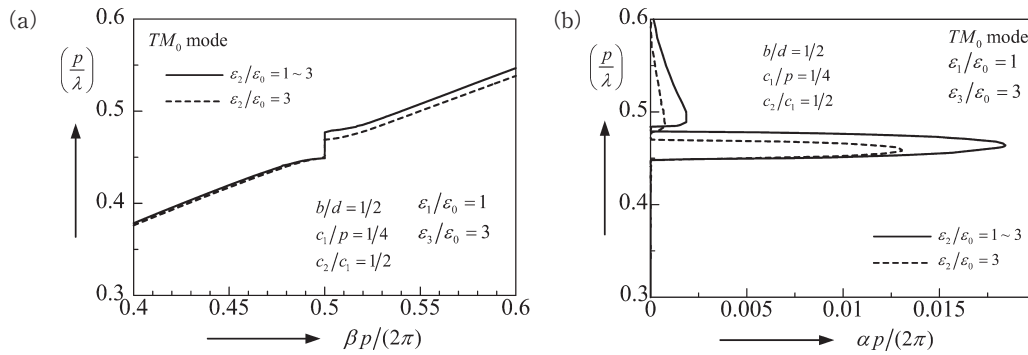 (a)
0.6
TM₀ mode
ε₂/ε₀ = 1 ~ 3
ε₂/ε₀ = 3
(p/λ)
0.5
0.4
b/d = 1/2
c₁/p = 1/4
c₂/c₁ = 1/2
ε₁/ε₀ = 1
ε₃/ε₀ = 3
0.3
0.4
0.45
0.5
0.55
0.6
βp/(2π)
(b)
0.6
(p/λ)
b/d = 1/2
c₁/p = 1/4
c₂/c₁ = 1/2
TM₀ mode
ε₁/ε₀ = 1
ε₃/ε₀ = 3
0.5
0.4
ε₂/ε₀ = 1 ~ 3
ε₂/ε₀ = 3
0.3
0
0.005
0.01
0.015
αp/(2π)